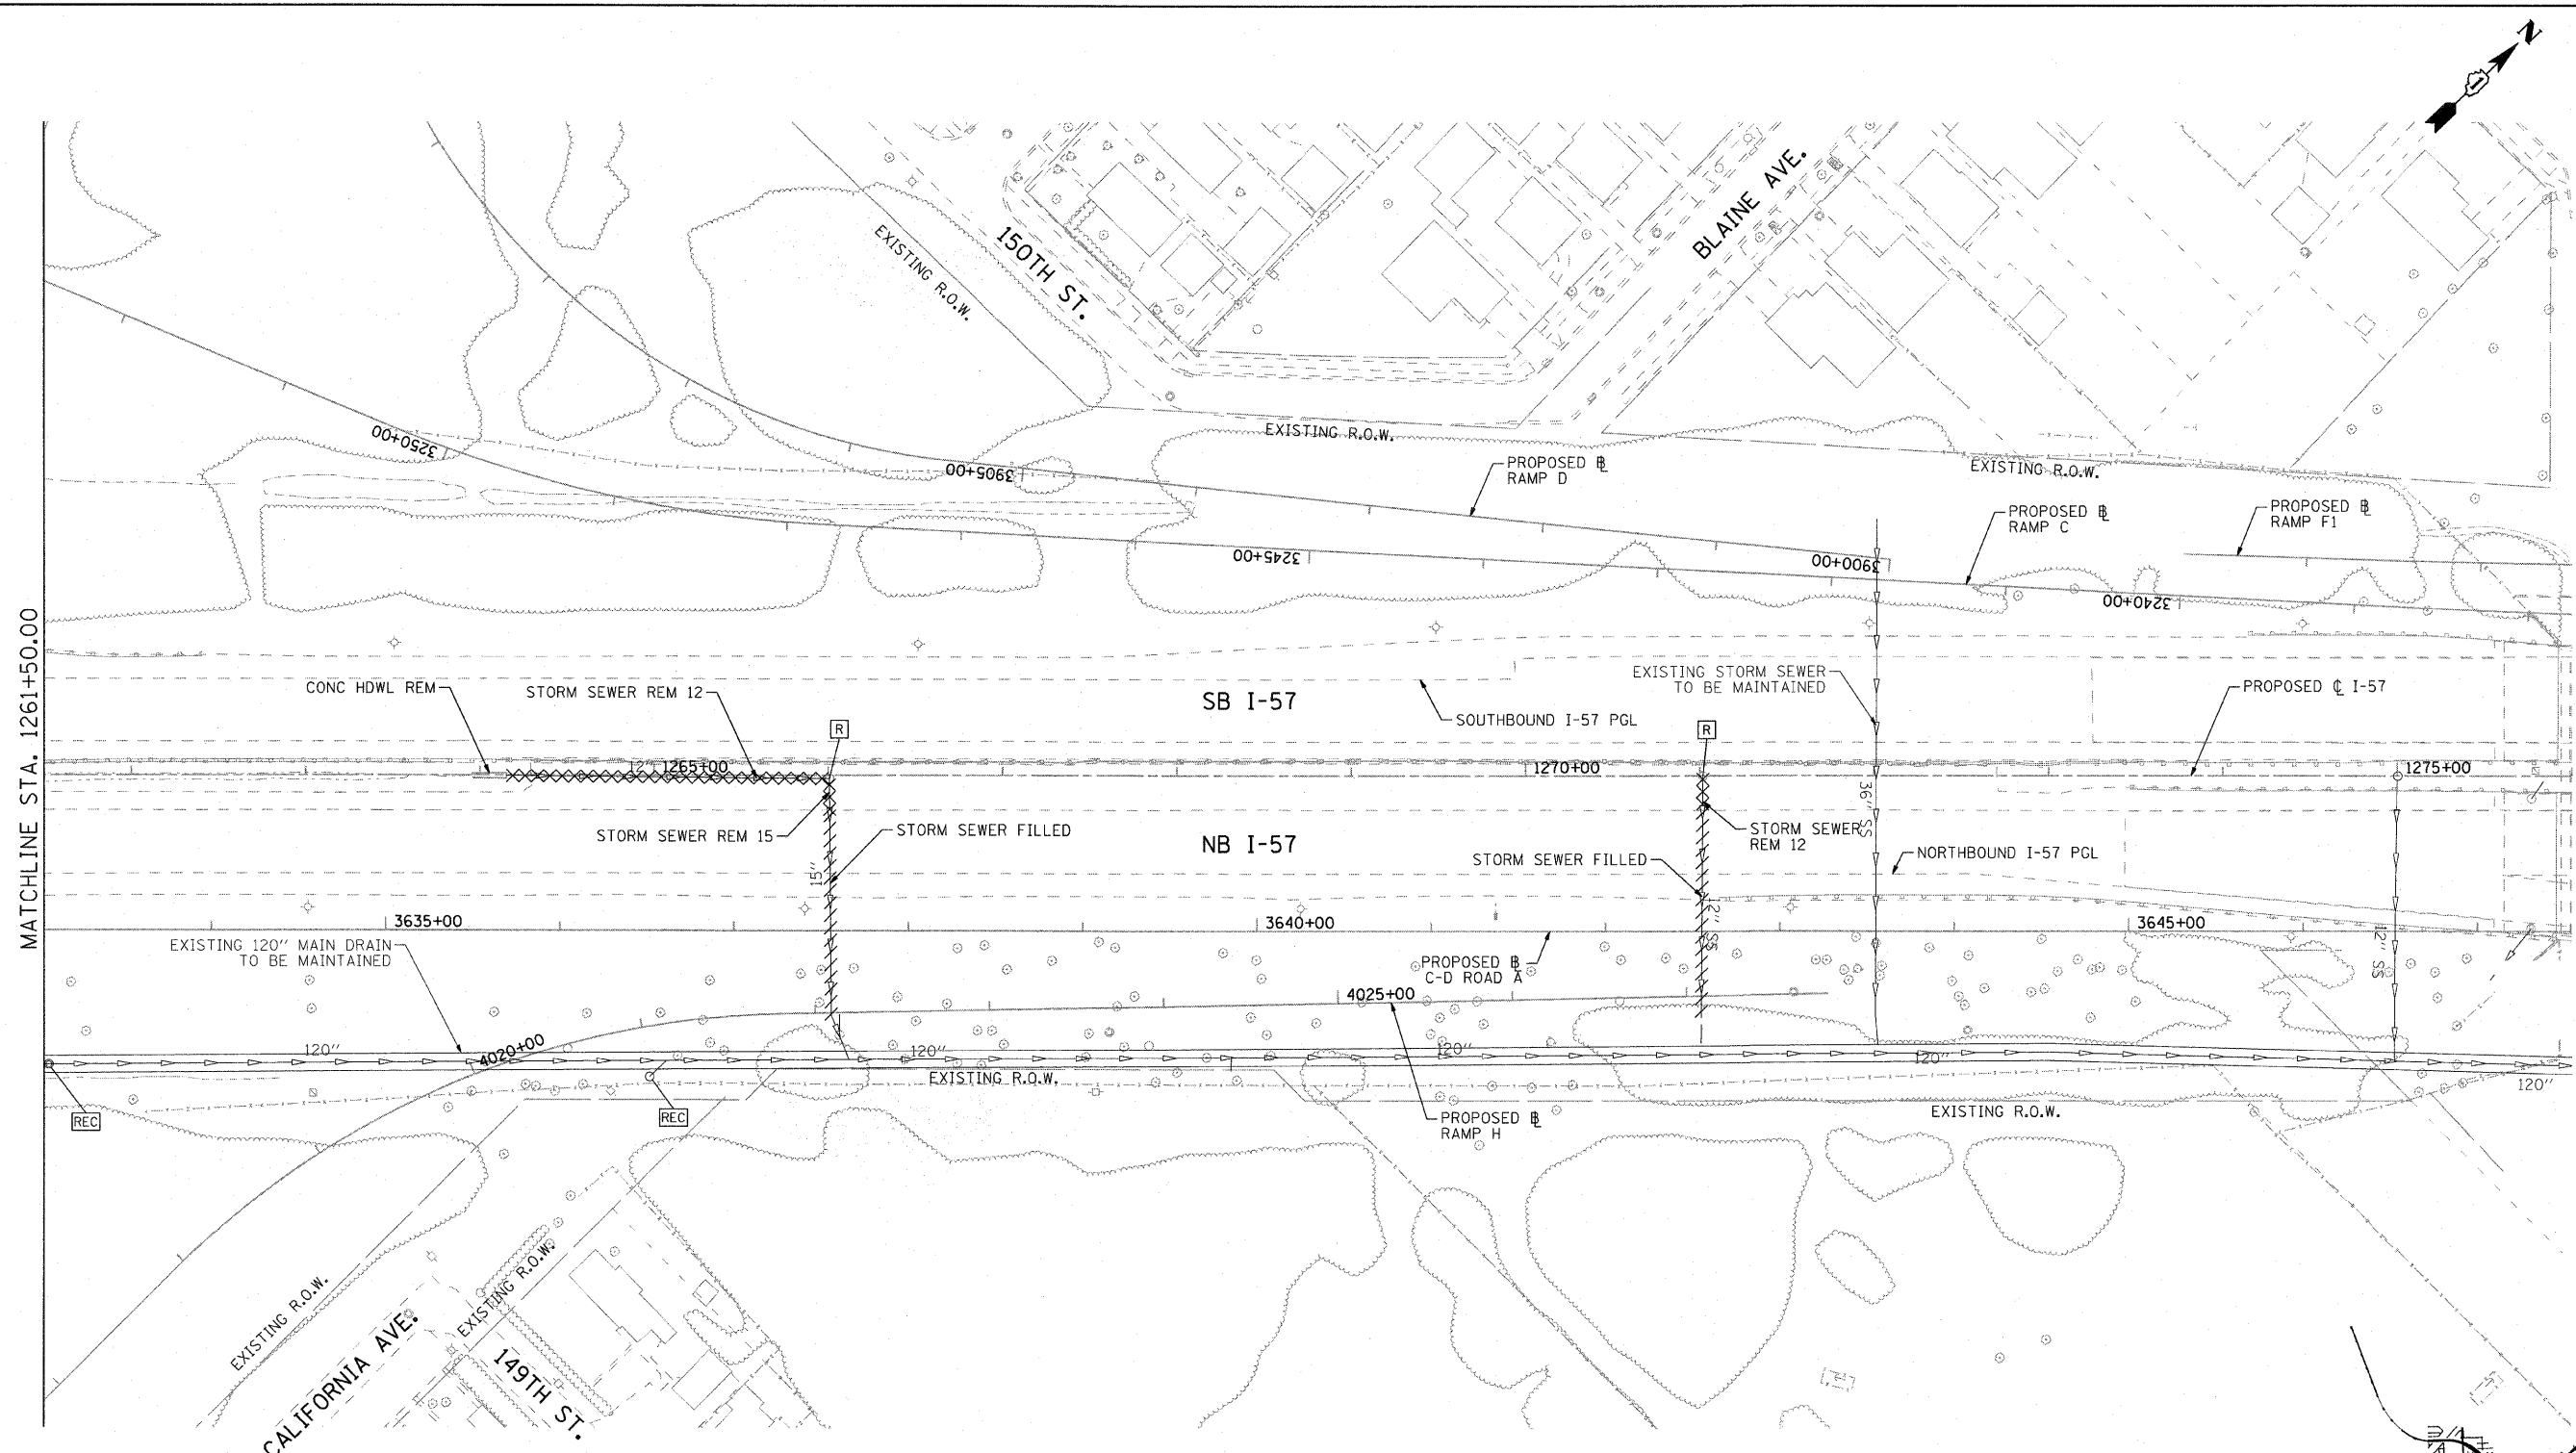 N
150TH ST.
BLAINE AVE.
EXISTING R.O.W.
EXISTING R.O.W.
EXISTING R.O.W.
3250+00
3905+00
PROPOSED BL
RAMP D
PROPOSED BL
RAMP C
PROPOSED BL
RAMP F1
3245+00
3900+00
3240+00
MATCHLINE STA. 1261+50.00
CONC HDWL REM
STORM SEWER REM 12
SB I-57
EXISTING STORM SEWER
TO BE MAINTAINED
SOUTHBOUND I-57 PGL
PROPOSED CL I-57
R
R
12"
1265+00
1270+00
1275+00
36" SS
STORM SEWER REM 15
STORM SEWER FILLED
NB I-57
STORM SEWER
REM 12
STORM SEWER FILLED
NORTHBOUND I-57 PGL
15"
12" SS
12" SS
3635+00
3640+00
3645+00
EXISTING 120" MAIN DRAIN
TO BE MAINTAINED
PROPOSED BL
C-D ROAD A
4025+00
4020+00
120"
120"
120"
120"
120"
EXISTING R.O.W.
REC
REC
PROPOSED BL
RAMP H
EXISTING R.O.W.
EXISTING R.O.W.
EXISTING R.O.W.
CALIFORNIA AVE.
149TH ST.